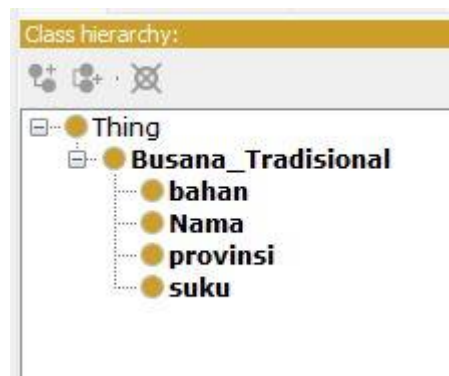 Class hierarchy:
Thing
Busana_Tradisional
bahan
Nama
provinsi
suku